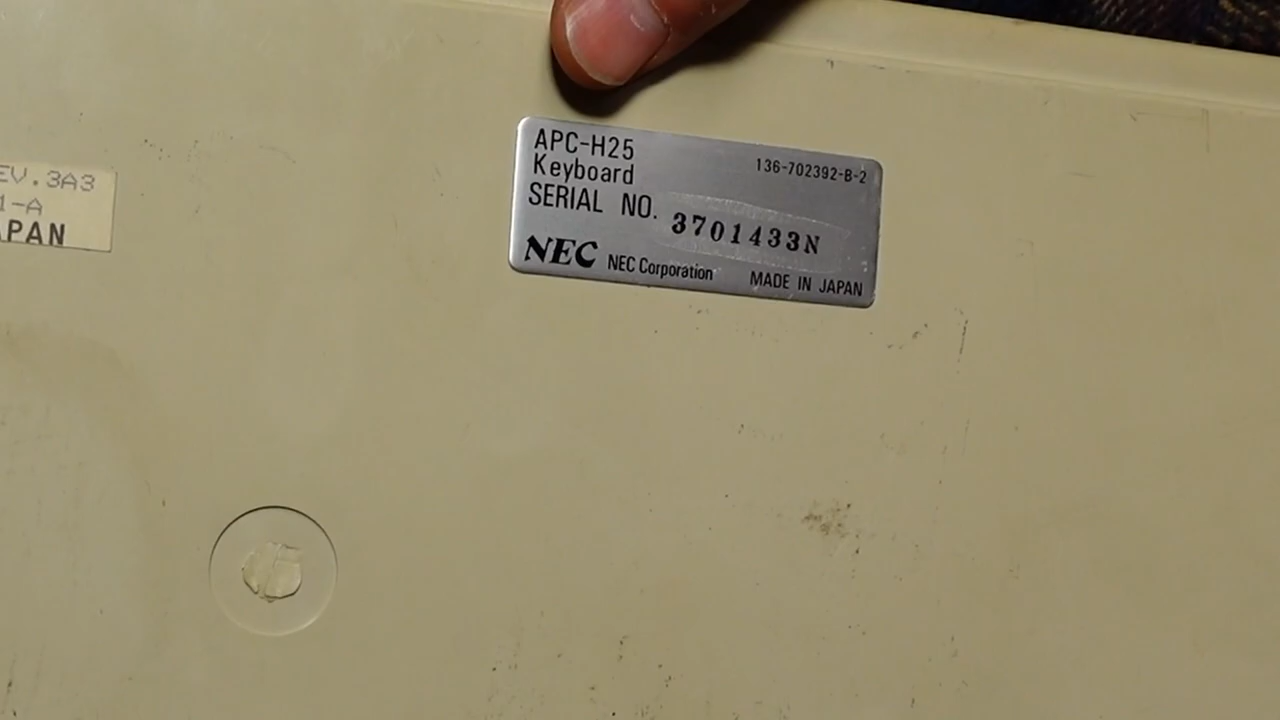 EV.3A3
1-A
APAN
APC-H25
136-702392-B-2
Keyboard
SERIAL NO. 3701433N
NEC NEC Corporation MADE IN JAPAN